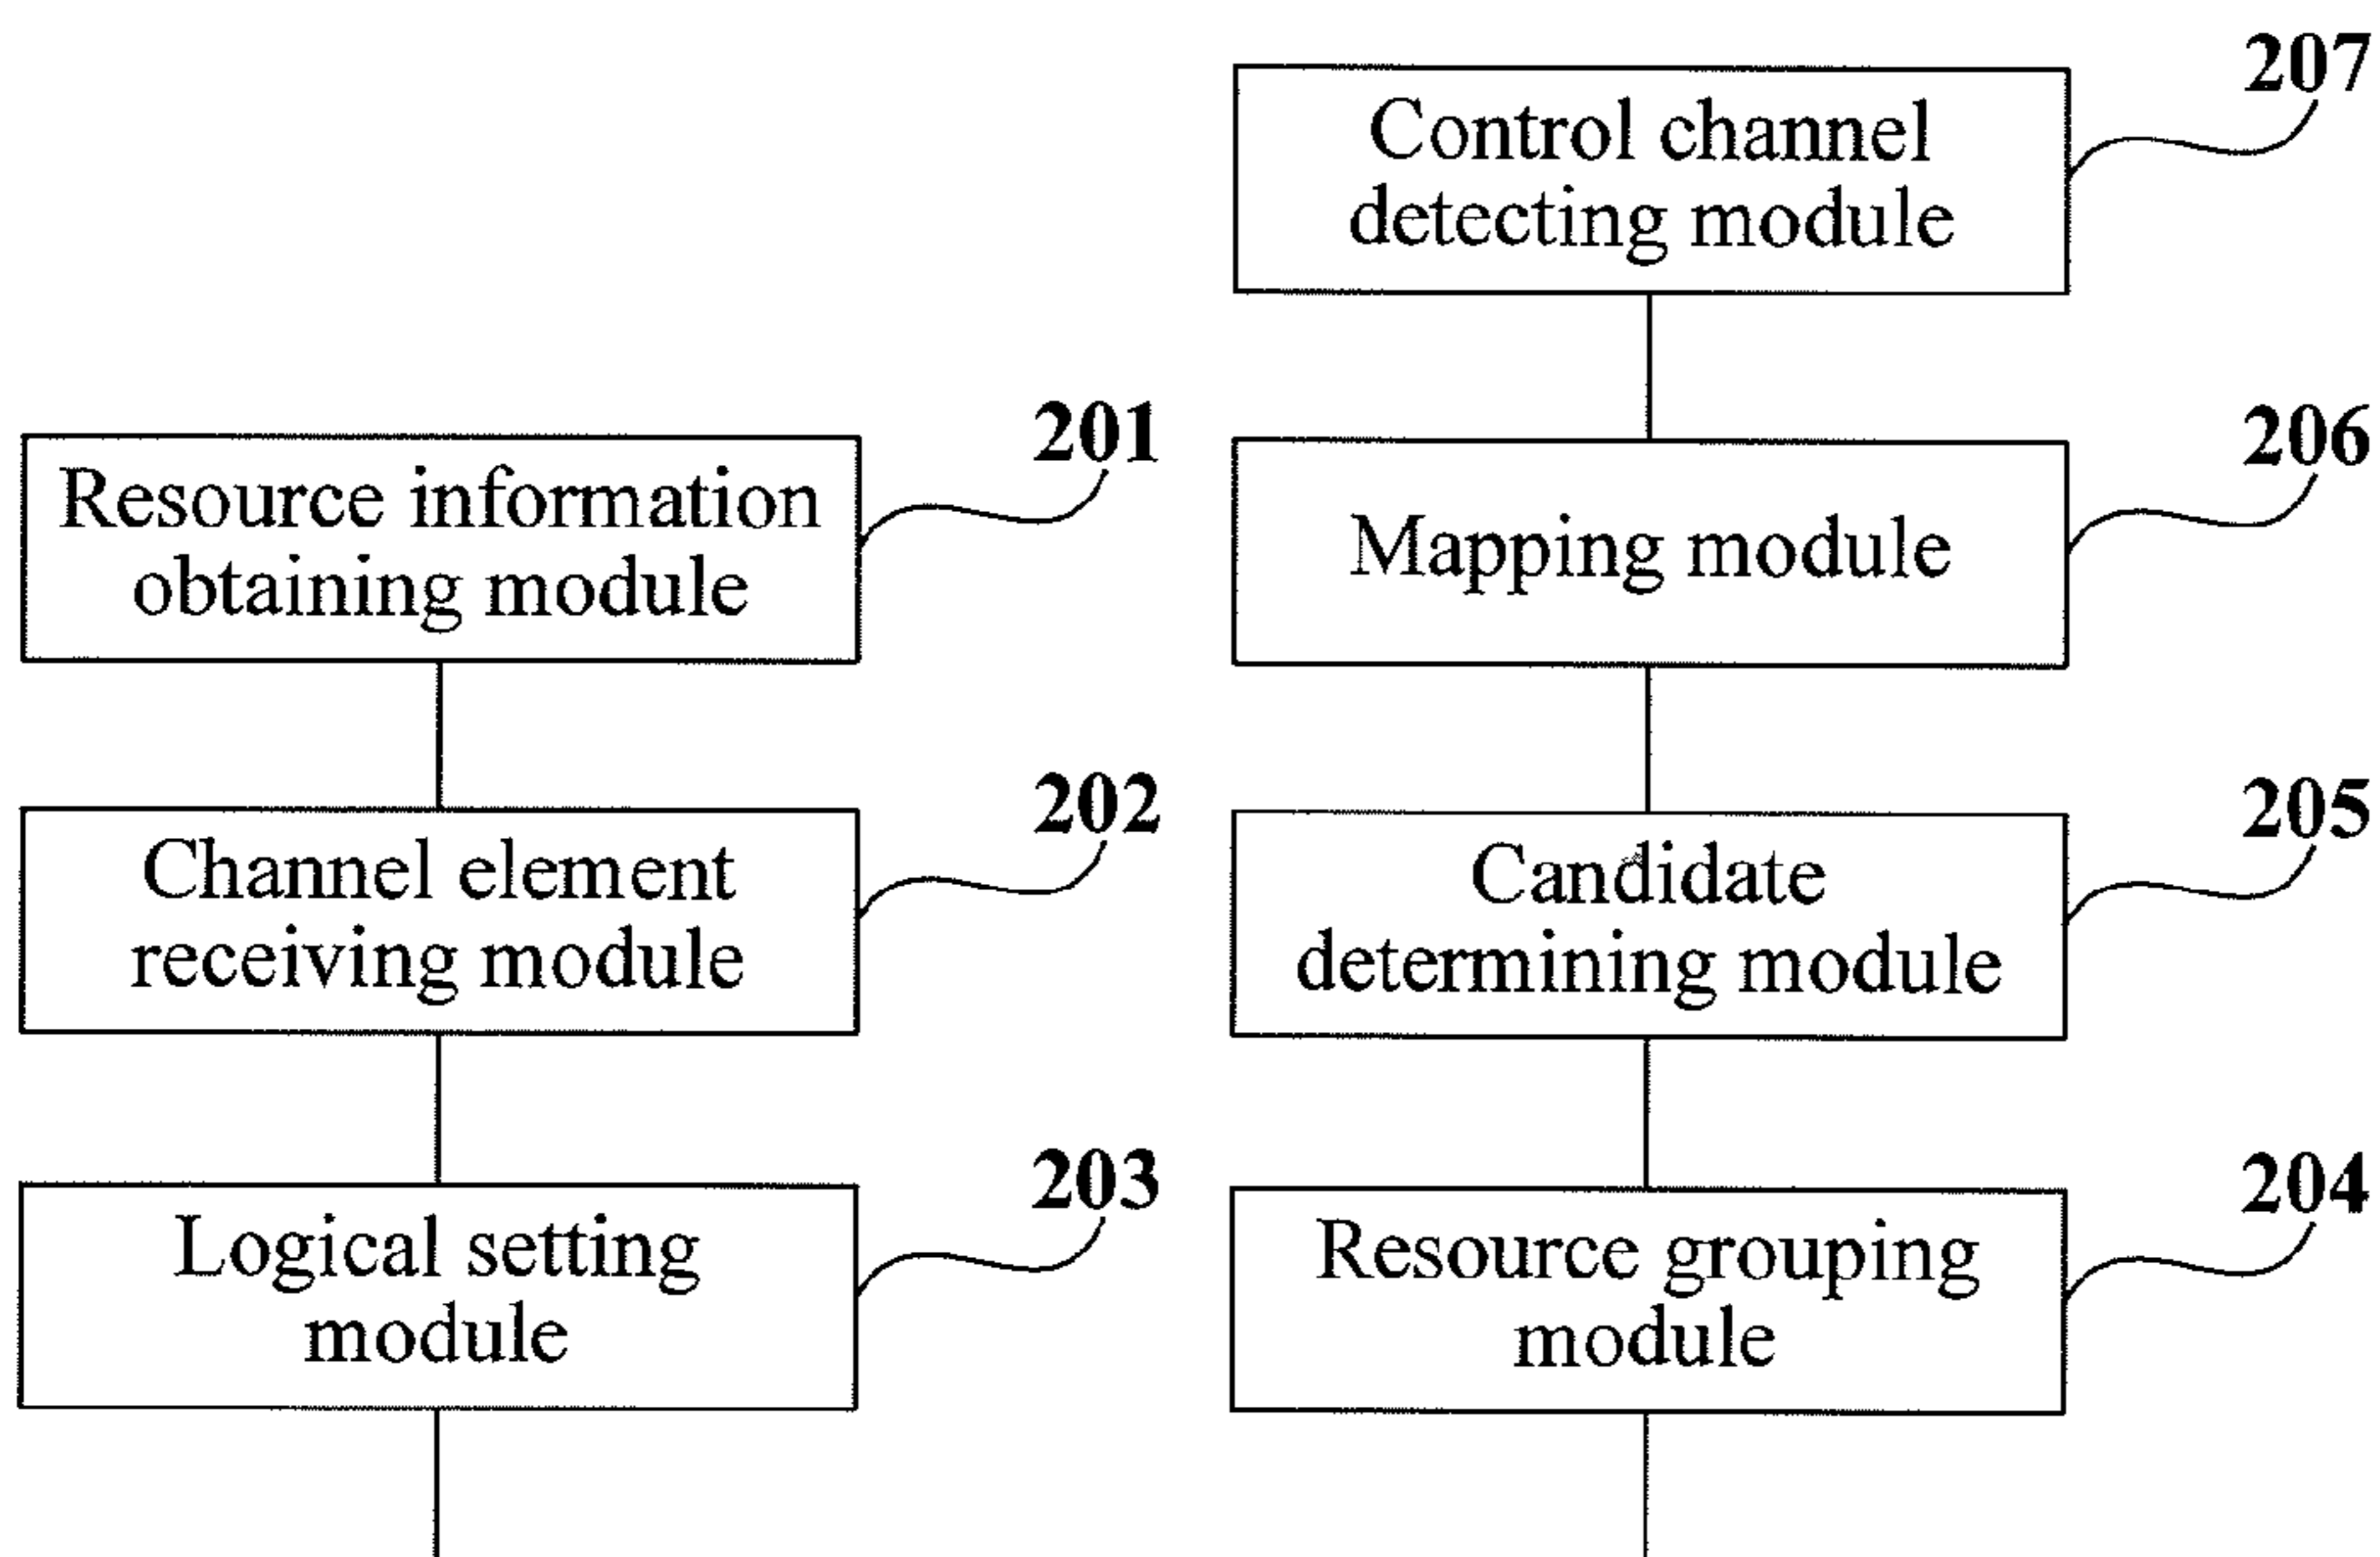 207
Control channel
detecting module
201
Resource information
obtaining module
206
Mapping module
202
Channel element
receiving module
205
Candidate
determining module
203
Logical setting
module
204
Resource grouping
module